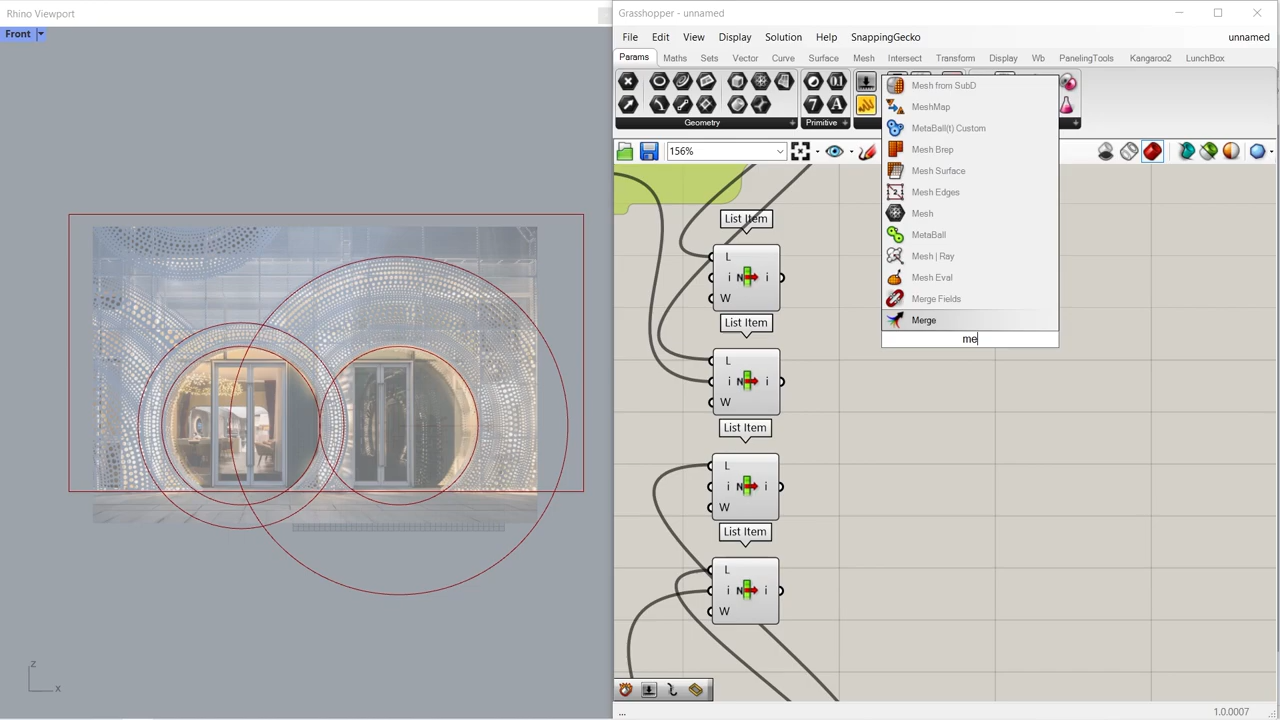 Rhino Viewport
Front
z
x
Grasshopper - unnamed
File Edit View Display Solution Help SnappingGecko unnamed
Params Maths Sets Vector Curve Surface Mesh Intersect Transform Display Wb PanelingTools Kangaroo2 LunchBox
Geometry Primitive
156%
Mesh from SubD
MeshMap
MetaBall(t) Custom
Mesh Brep
Mesh Surface
Mesh Edges
Mesh
MetaBall
Mesh | Ray
Mesh Eval
Merge Fields
Merge
me
List Item
L
i N i
W
List Item
L
i N i
W
List Item
L
i N i
W
List Item
L
i N i
W
...
1.0.0007